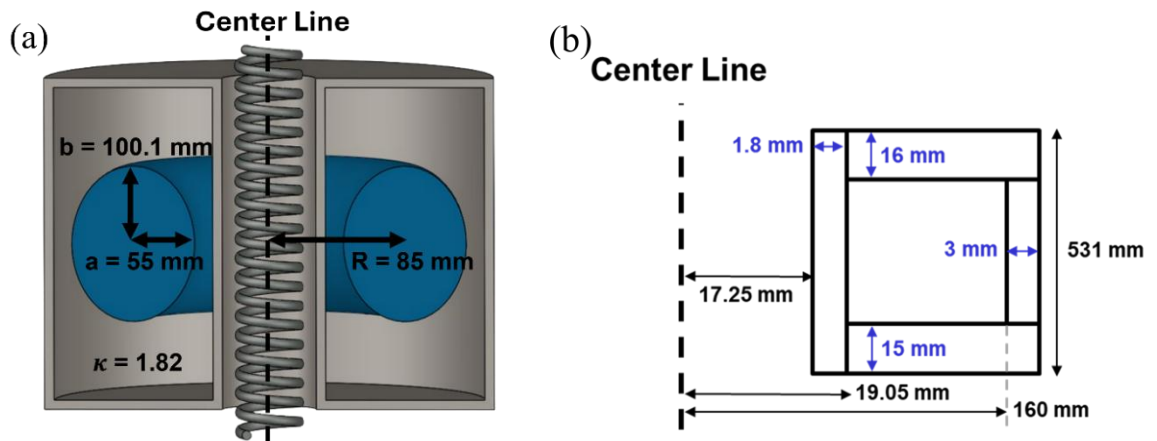 (a)
Center Line
b = 100.1 mm
a = 55 mm
R = 85 mm
κ = 1.82
(b)
Center Line
1.8 mm
16 mm
3 mm
531 mm
17.25 mm
15 mm
19.05 mm
160 mm